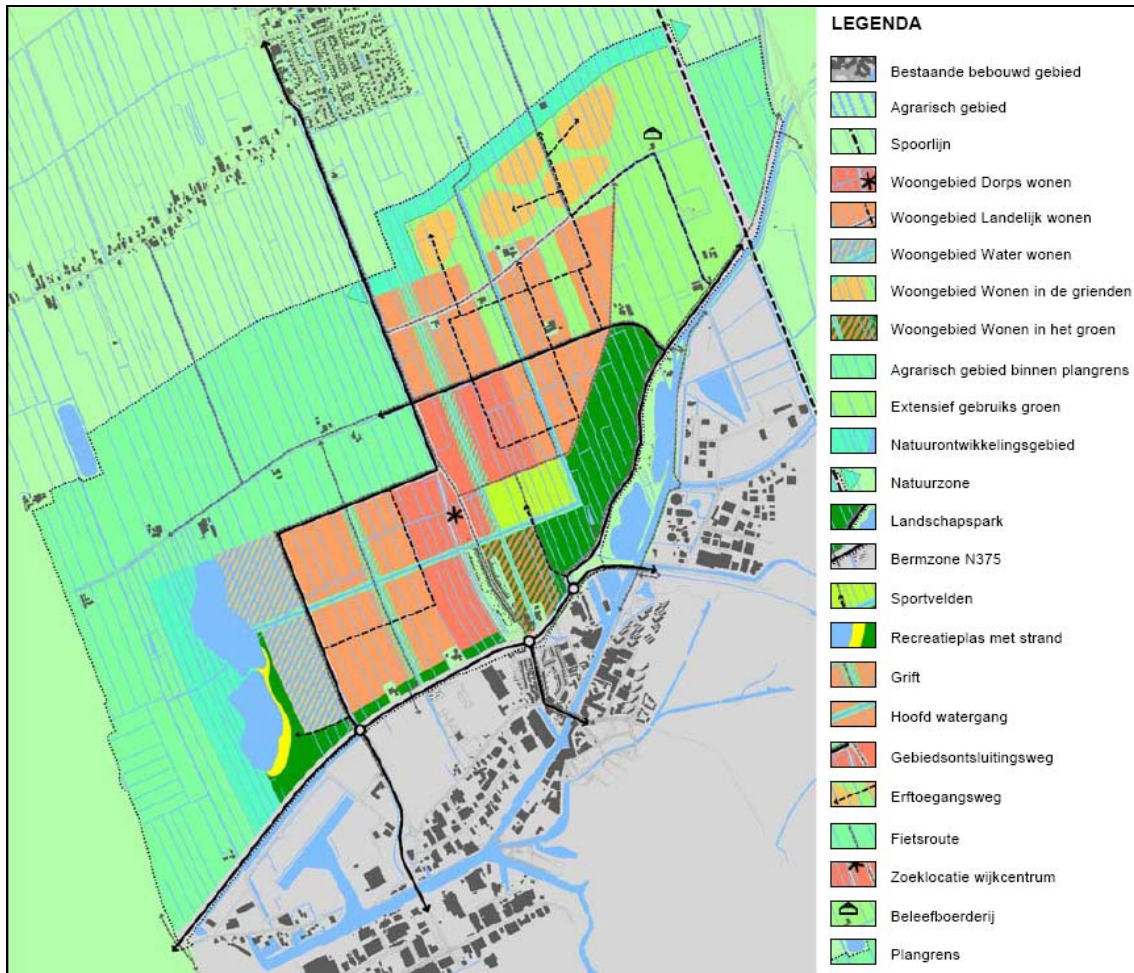 LEGENDA
Bestaande bebouwd gebied
Agrarisch gebied
Spoorlijn
Woongebied Dorps wonen
Woongebied Landelijk wonen
Woongebied Water wonen
Woongebied Wonen in de grienden
Woongebied Wonen in het groen
Agrarisch gebied binnen plangrens
Extensief gebruiks groen
Natuurontwikkelingsgebied
Natuurzone
Landschapspark
Bermzone N375
Sportvelden
Recreatieplas met strand
Grift
Hoofd watergang
Gebiedsontsluitingsweg
Erftoegangsweg
Fietsroute
Zoeklocatie wijkcentrum
Beleefboerderij
Plangrens